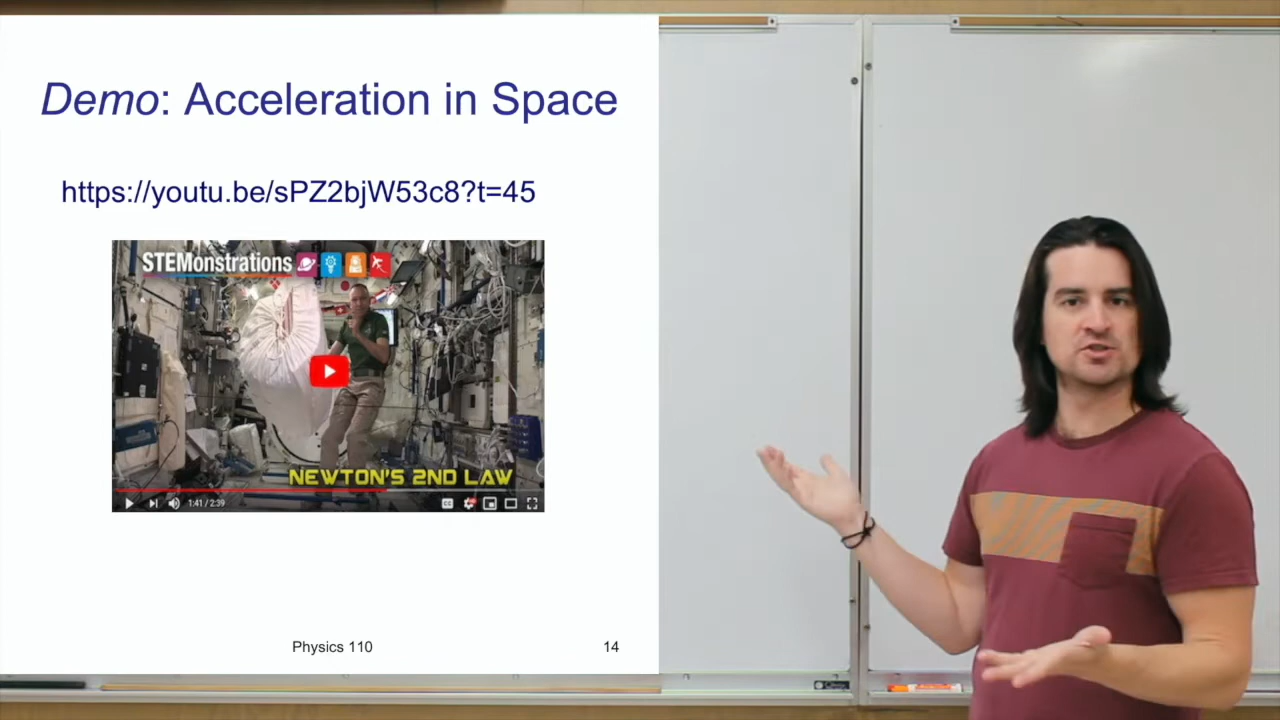 Demo: Acceleration in Space
https://youtu.be/sPZ2bjW53c8?t=45
STEMonstrations
NEWTON'S 2ND LAW
1:41 / 2:39
Physics 110
14